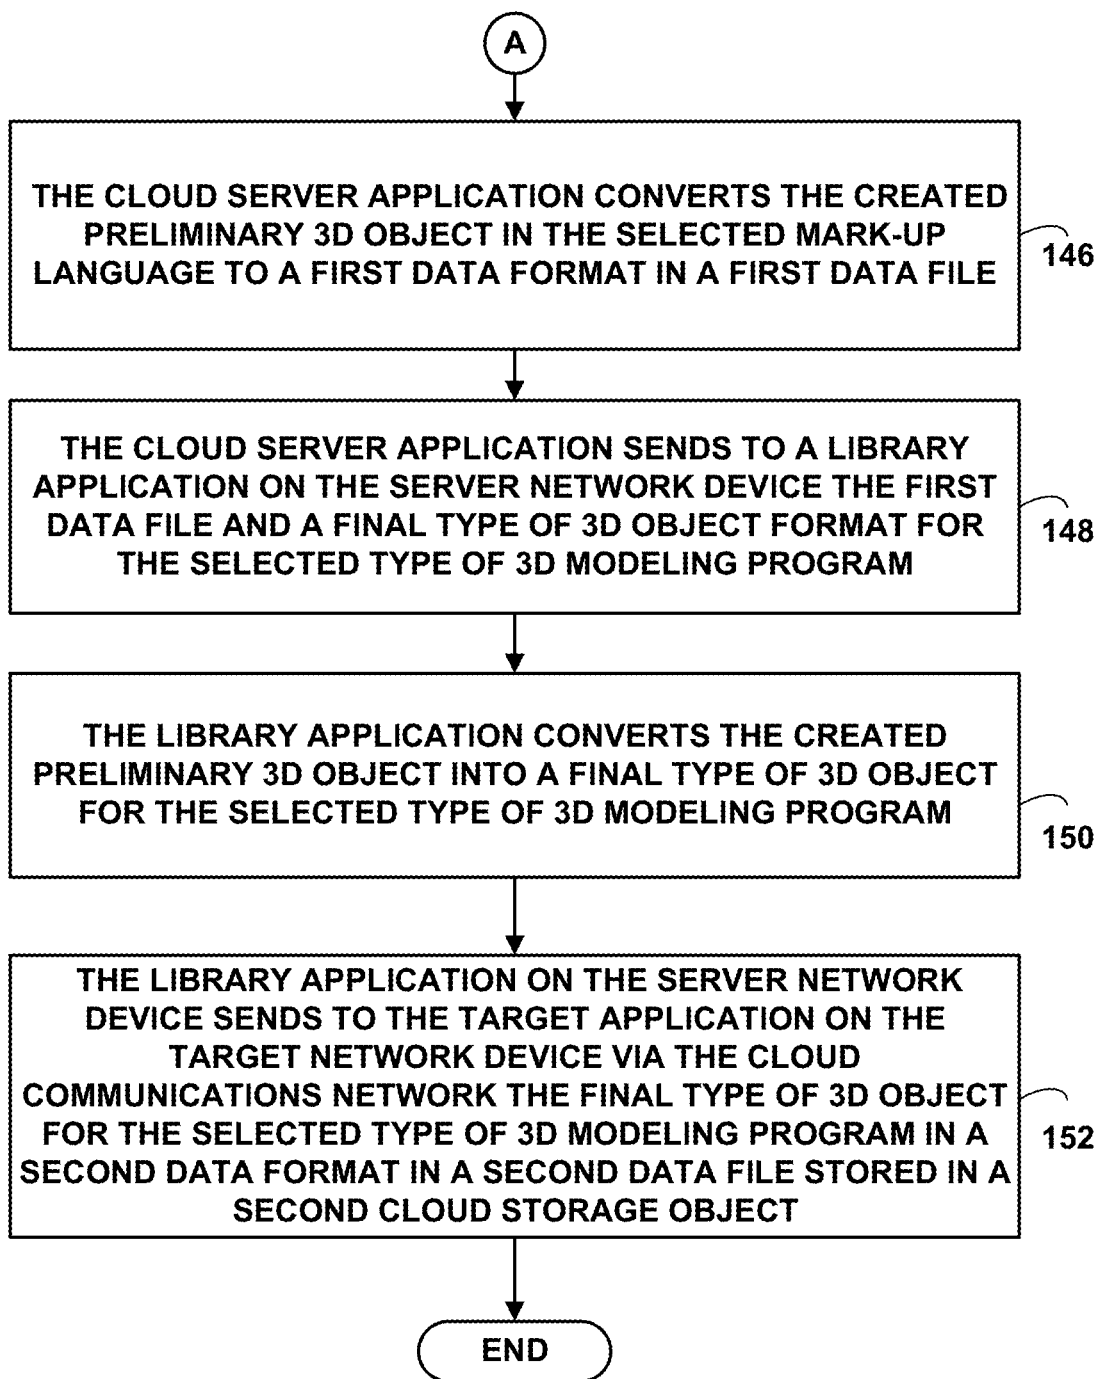 A
THE CLOUD SERVER APPLICATION CONVERTS THE CREATED
PRELIMINARY 3D OBJECT IN THE SELECTED MARK-UP
LANGUAGE TO A FIRST DATA FORMAT IN A FIRST DATA FILE
146
THE CLOUD SERVER APPLICATION SENDS TO A LIBRARY
APPLICATION ON THE SERVER NETWORK DEVICE THE FIRST
DATA FILE AND A FINAL TYPE OF 3D OBJECT FORMAT FOR
THE SELECTED TYPE OF 3D MODELING PROGRAM
148
THE LIBRARY APPLICATION CONVERTS THE CREATED
PRELIMINARY 3D OBJECT INTO A FINAL TYPE OF 3D OBJECT
FOR THE SELECTED TYPE OF 3D MODELING PROGRAM
150
THE LIBRARY APPLICATION ON THE SERVER NETWORK
DEVICE SENDS TO THE TARGET APPLICATION ON THE
TARGET NETWORK DEVICE VIA THE CLOUD
COMMUNICATIONS NETWORK THE FINAL TYPE OF 3D OBJECT
FOR THE SELECTED TYPE OF 3D MODELING PROGRAM IN A
SECOND DATA FORMAT IN A SECOND DATA FILE STORED IN A
SECOND CLOUD STORAGE OBJECT
152
END